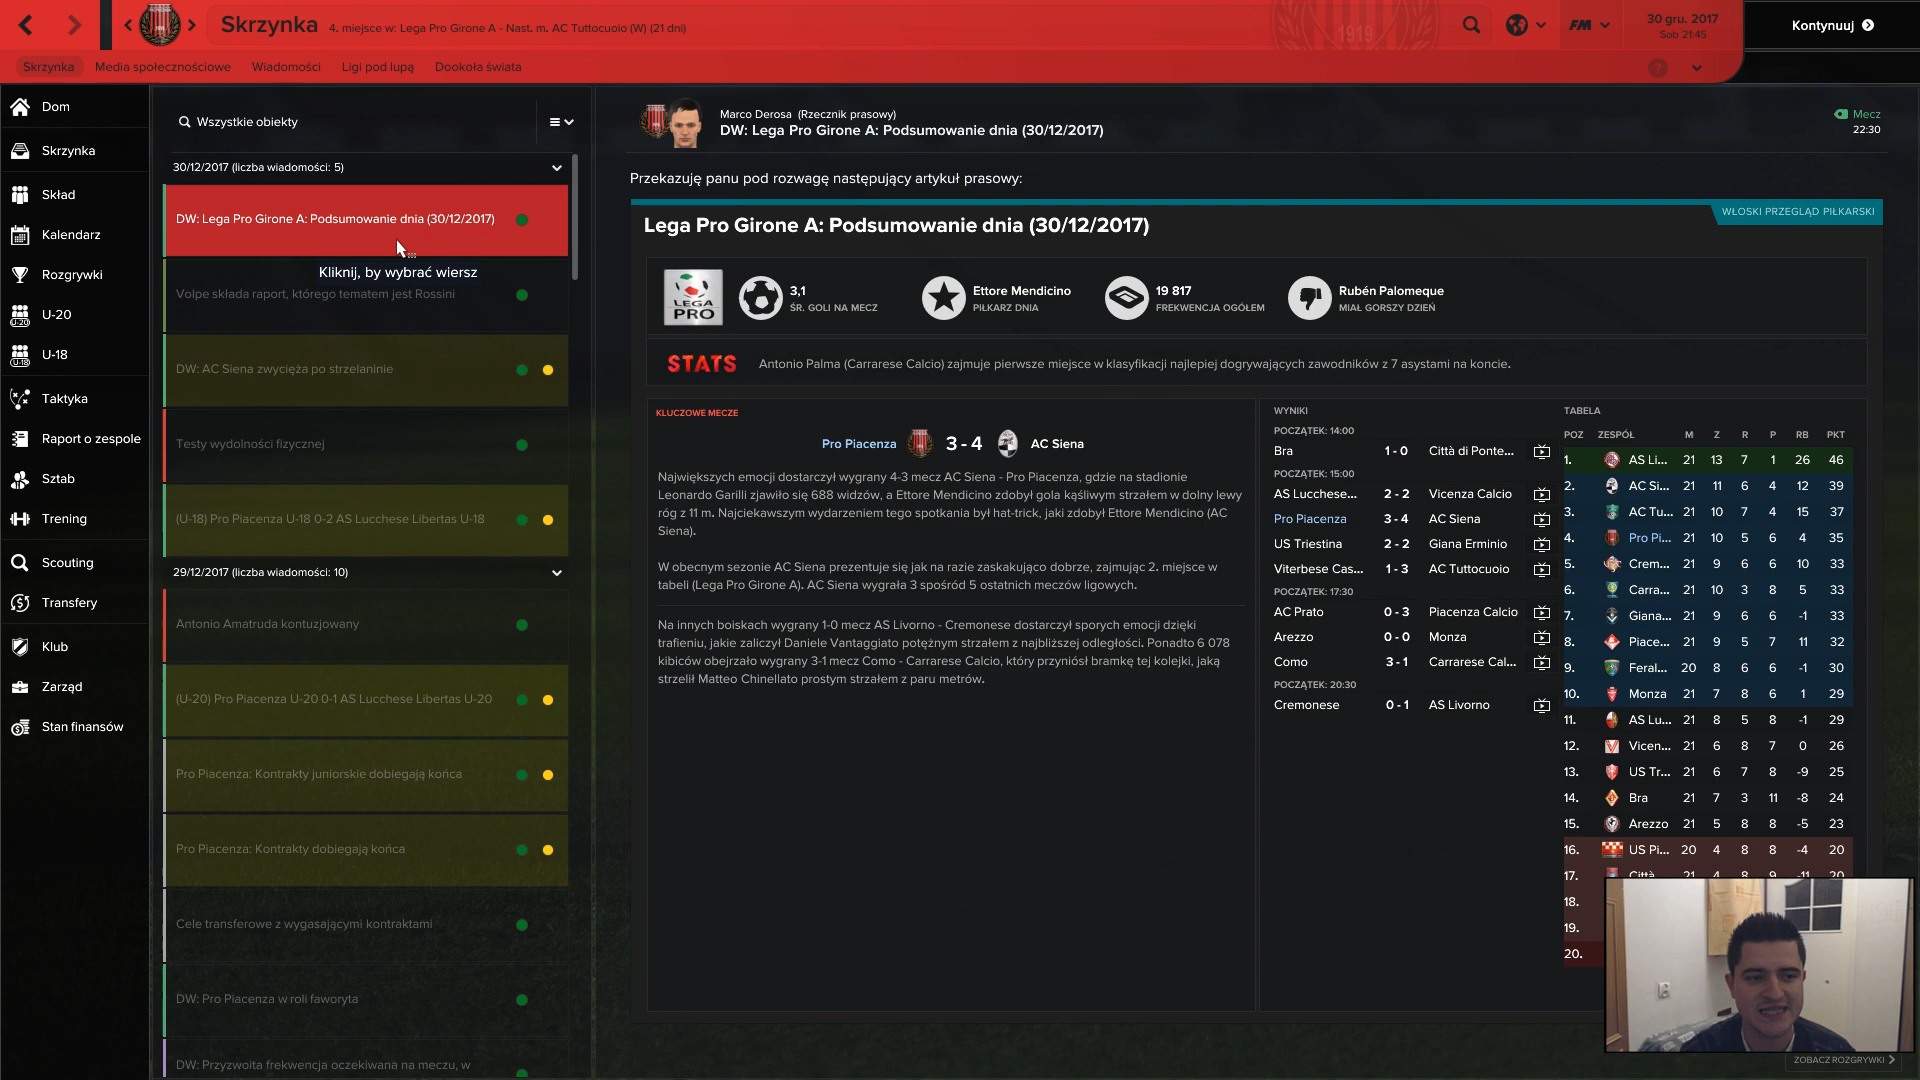 Skrzynka
4. miejsce w: Lega Pro Girone A - Nast. m. AC Tuttocuoio (W) (21 dni)
1919
FM
30 gru. 2017
Sob 21:45
Kontynuuj
Skrzynka
Media społecznościowe
Wiadomości
Ligi pod lupą
Dookoła świata
Dom
Skrzynka
Skład
Kalendarz
Rozgrywki
U-20
U-18
Taktyka
Raport o zespole
Sztab
Trening
Scouting
Transfery
Klub
Zarząd
Stan finansów
Wszystkie obiekty
30/12/2017 (liczba wiadomości: 5)
DW: Lega Pro Girone A: Podsumowanie dnia (30/12/2017)
Kliknij, by wybrać wiersz
Volpe składa raport, którego tematem jest Rossini
DW: AC Siena zwycięża po strzelaninie
Testy wydolności fizycznej
(U-18) Pro Piacenza U-18 0-2 AS Lucchese Libertas U-18
29/12/2017 (liczba wiadomości: 10)
Antonio Amatruda kontuzjowany
(U-20) Pro Piacenza U-20 0-1 AS Lucchese Libertas U-20
Pro Piacenza: Kontrakty juniorskie dobiegają końca
Pro Piacenza: Kontrakty dobiegają końca
Cele transferowe z wygasającymi kontraktami
DW: Pro Piacenza w roli faworyta
DW: Przyzwoita frekwencja oczekiwana na meczu, w
Marco Derosa (Rzecznik prasowy)
DW: Lega Pro Girone A: Podsumowanie dnia (30/12/2017)
Mecz
22:30
Przekazuję panu pod rozwagę następujący artykuł prasowy:
WŁOSKI PRZEGLĄD PIŁKARSKI
Lega Pro Girone A: Podsumowanie dnia (30/12/2017)
LEGA PRO
3,1
ŚR. GOLI NA MECZ
Ettore Mendicino
PIŁKARZ DNIA
19 817
FREKWENCJA OGÓŁEM
Rubén Palomeque
MIAŁ GORSZY DZIEŃ
STATS
Antonio Palma (Carrarese Calcio) zajmuje pierwsze miejsce w klasyfikacji najlepiej dogrywających zawodników z 7 asystami na koncie.
KLUCZOWE MECZE
Pro Piacenza 3 - 4 AC Siena
Największych emocji dostarczył wygrany 4-3 mecz AC Siena - Pro Piacenza, gdzie na stadionie
Leonardo Garilli zjawiło się 688 widzów, a Ettore Mendicino zdobył gola kąśliwym strzałem w dolny lewy
róg z 11 m. Najciekawszym wydarzeniem tego spotkania był hat-trick, jaki zdobył Ettore Mendicino (AC
Siena).
W obecnym sezonie AC Siena prezentuje się jak na razie zaskakująco dobrze, zajmując 2. miejsce w
tabeli (Lega Pro Girone A). AC Siena wygrała 3 spośród 5 ostatnich meczów ligowych.
Na innych boiskach wygrany 1-0 mecz AS Livorno - Cremonese dostarczył sporych emocji dzięki
trafieniu, jakie zaliczył Daniele Vantaggiato potężnym strzałem z najbliższej odległości. Ponadto 6 078
kibiców obejrzało wygrany 3-1 mecz Como - Carrarese Calcio, który przyniósł bramkę tej kolejki, jaką
strzelił Matteo Chinellato prostym strzałem z paru metrów.
WYNIKI
POCZĄTEK: 14:00
Bra 1 - 0 Città di Ponte...
POCZĄTEK: 15:00
AS Lucchese... 2 - 2 Vicenza Calcio
Pro Piacenza 3 - 4 AC Siena
US Triestina 2 - 2 Giana Erminio
Viterbese Cas... 1 - 3 AC Tuttocuoio
POCZĄTEK: 17:30
AC Prato 0 - 3 Piacenza Calcio
Arezzo 0 - 0 Monza
Como 3 - 1 Carrarese Cal...
POCZĄTEK: 20:30
Cremonese 0 - 1 AS Livorno
TABELA
POZ ZESPÓŁ M Z R P RB PKT
1. AS Li... 21 13 7 1 26 46
2. AC Si... 21 11 6 4 12 39
3. AC Tu... 21 10 7 4 15 37
4. Pro Pi... 21 10 5 6 4 35
5. Crem... 21 9 6 6 10 33
6. Carra... 21 10 3 8 5 33
7. Giana... 21 9 6 6 -1 33
8. Piace... 21 9 5 7 11 32
9. Feral... 20 8 6 6 -1 30
10. Monza 21 7 8 6 1 29
11. AS Lu... 21 8 5 8 -1 29
12. Vicen... 21 6 8 7 0 26
13. US Tr... 21 6 7 8 -9 25
14. Bra 21 7 3 11 -8 24
15. Arezzo 21 5 8 8 -5 23
16. US Pi... 20 4 8 8 -4 20
17. Città... 21 4 8 9 -11 20
18.
19.
20.
ZOBACZ ROZGRYWKI